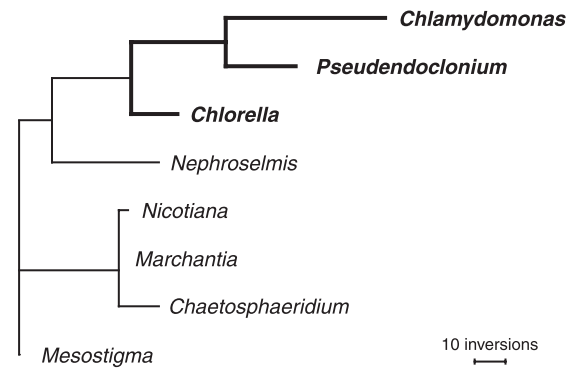 Chlamydomonas
Pseudendoclonium
Chlorella
Nephroselmis
Nicotiana
Marchantia
Chaetosphaeridium
10 inversions
Mesostigma